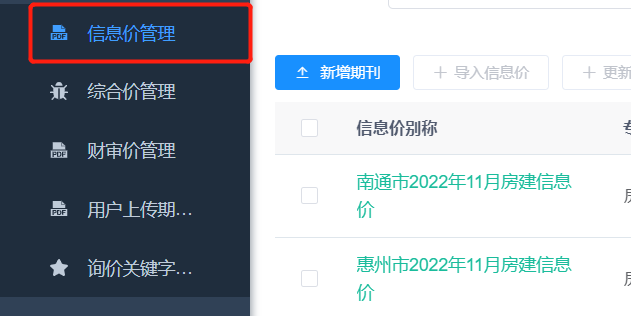 信息价管理
综合价管理
财审价管理
用户上传期...
询价关键字...
新增期刊
导入信息价
更新
信息价别称
南通市2022年11月房建信息
价
惠州市2022年11月房建信息
价